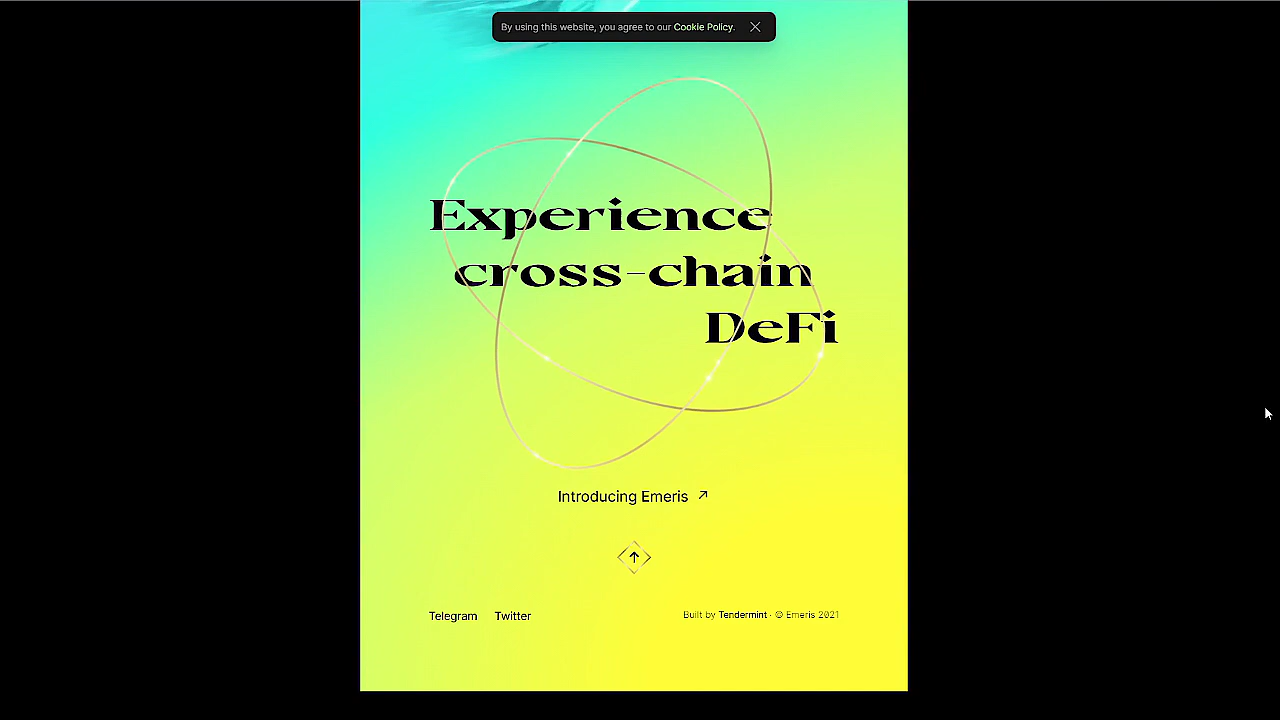 By using this website, you agree to our Cookie Policy.
Experience
cross-chain
DeFi
Introducing Emeris ↗
Telegram Twitter
Built by Tendermint · © Emeris 2021